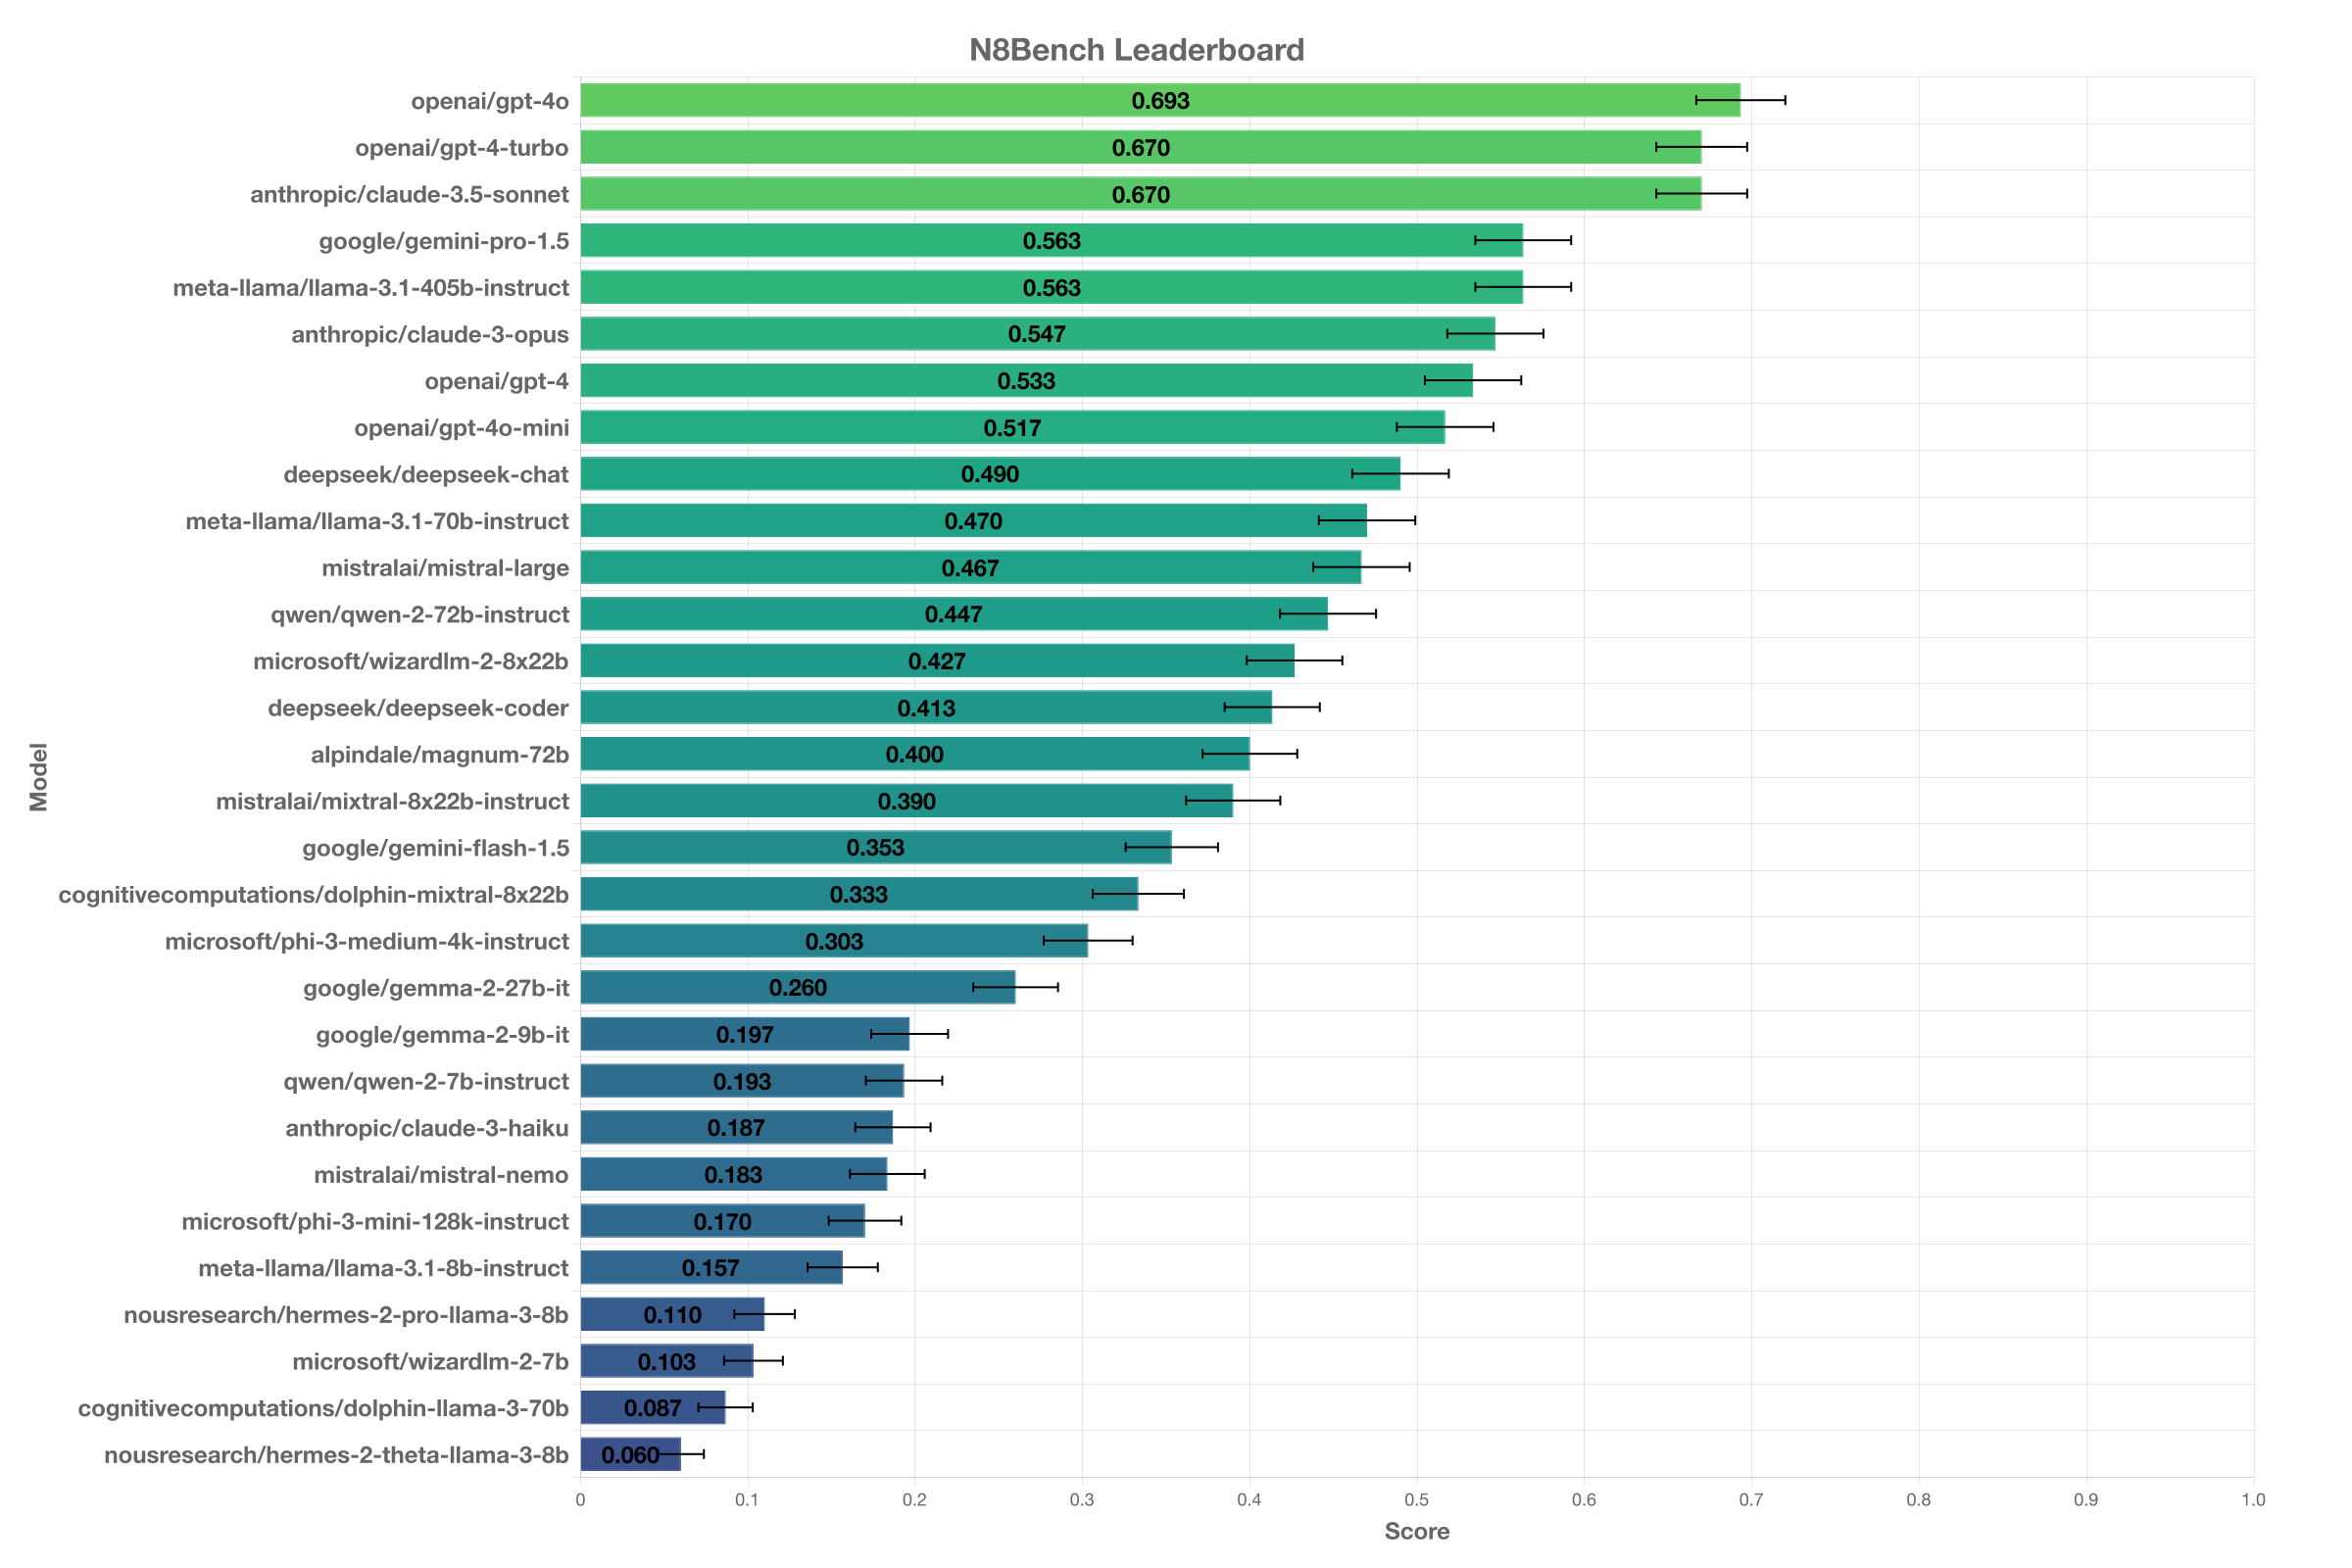 N8Bench Leaderboard
openai/gpt-4o 0.693
openai/gpt-4-turbo 0.670
anthropic/claude-3.5-sonnet 0.670
google/gemini-pro-1.5 0.563
meta-llama/llama-3.1-405b-instruct 0.563
anthropic/claude-3-opus 0.547
openai/gpt-4 0.533
openai/gpt-4o-mini 0.517
deepseek/deepseek-chat 0.490
meta-llama/llama-3.1-70b-instruct 0.470
mistralai/mistral-large 0.467
qwen/qwen-2-72b-instruct 0.447
microsoft/wizardlm-2-8x22b 0.427
deepseek/deepseek-coder 0.413
alpindale/magnum-72b 0.400
mistralai/mixtral-8x22b-instruct 0.390
google/gemini-flash-1.5 0.353
cognitivecomputations/dolphin-mixtral-8x22b 0.333
microsoft/phi-3-medium-4k-instruct 0.303
google/gemma-2-27b-it 0.260
google/gemma-2-9b-it 0.197
qwen/qwen-2-7b-instruct 0.193
anthropic/claude-3-haiku 0.187
mistralai/mistral-nemo 0.183
microsoft/phi-3-mini-128k-instruct 0.170
meta-llama/llama-3.1-8b-instruct 0.157
nousresearch/hermes-2-pro-llama-3-8b 0.110
microsoft/wizardlm-2-7b 0.103
cognitivecomputations/dolphin-llama-3-70b 0.087
nousresearch/hermes-2-theta-llama-3-8b 0.060
Model
0 0.1 0.2 0.3 0.4 0.5 0.6 0.7 0.8 0.9 1.0
Score